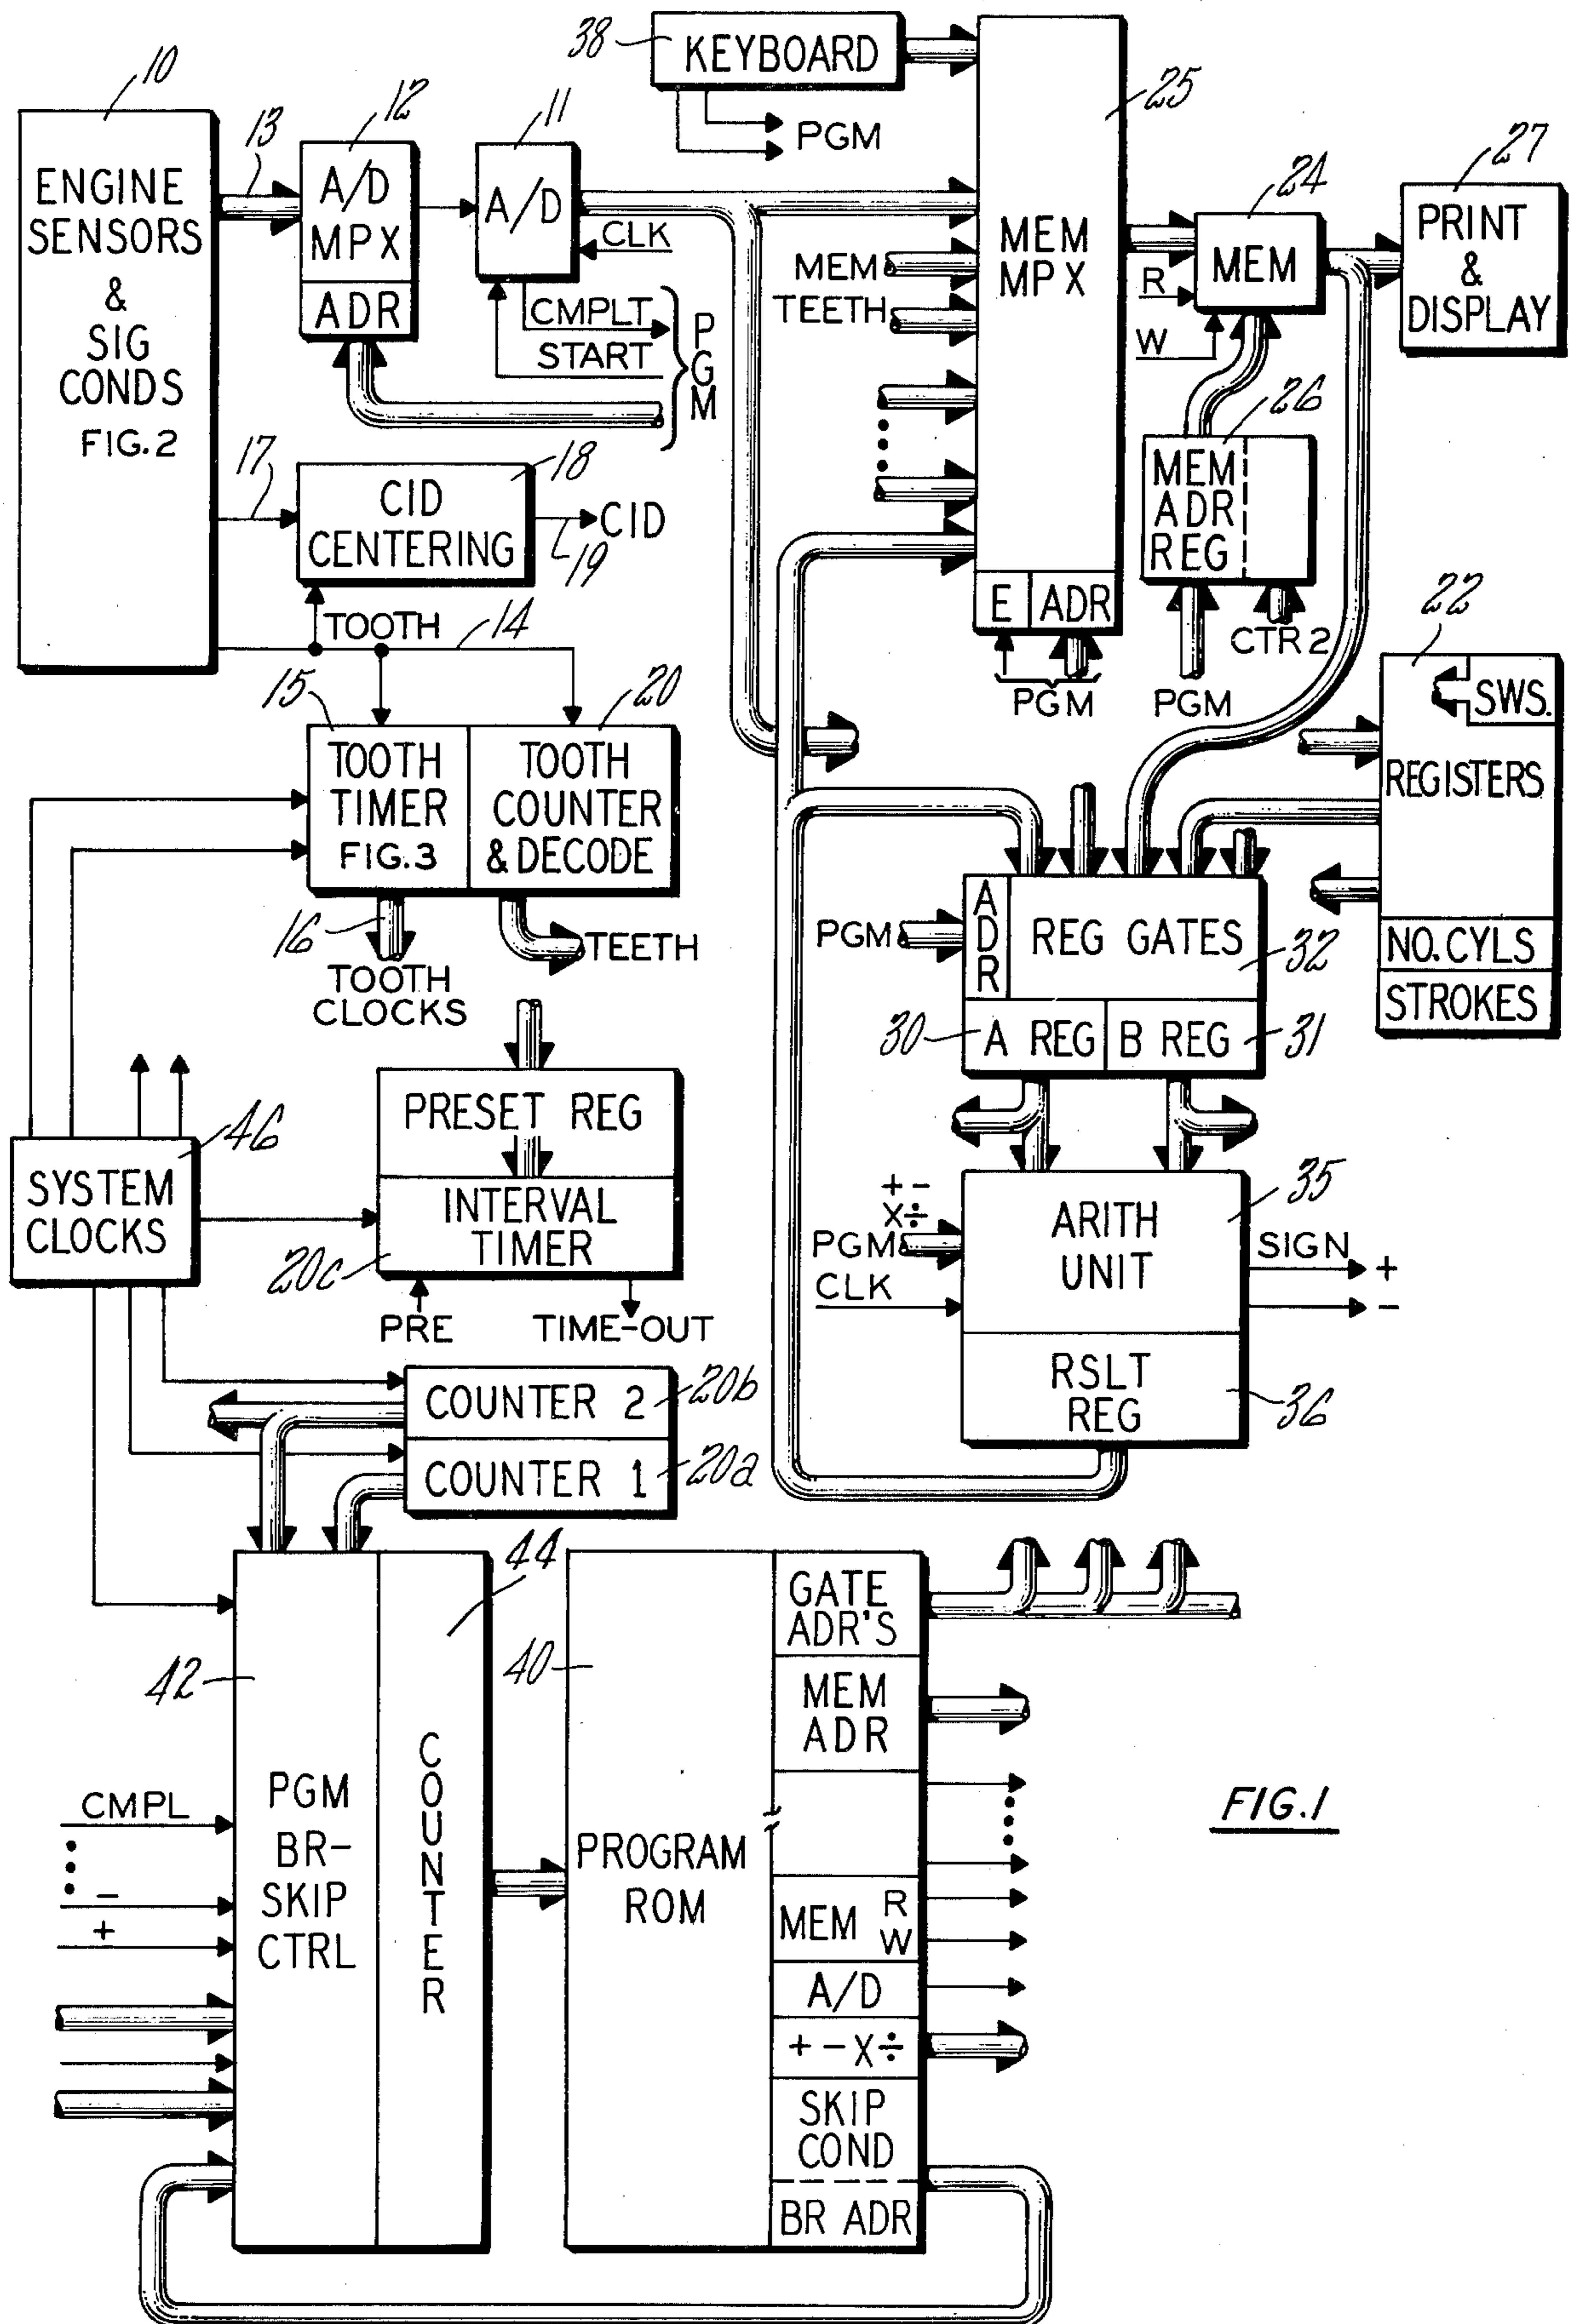 10
ENGINE
SENSORS
&
SIG
CONDS
FIG. 2
13
12
A/D
MPX
ADR
11
A/D
CLK
CMPLT
START
PGM
38
KEYBOARD
PGM
25
MEM
MPX
E
ADR
PGM
MEM
TEETH
24
MEM
R
W
27
PRINT
&
DISPLAY
26
MEM
ADR
REG
PGM
CTR 2
17
18
CID
CENTERING
19
CID
TOOTH
14
15
TOOTH
TIMER
FIG. 3
20
TOOTH
COUNTER
& DECODE
16
TOOTH
CLOCKS
TEETH
22
SWS.
REGISTERS
NO. CYLS
STROKES
PGM
ADR
REG GATES
32
30
A REG
B REG
31
46
SYSTEM
CLOCKS
PRESET REG
INTERVAL
TIMER
20c
PRE
TIME-OUT
+ -
X ÷
PGM
CLK
ARITH
UNIT
35
SIGN
+
-
RSLT
REG
36
COUNTER 2
20b
COUNTER 1
20a
42
44
CMPL
-
+
PGM
BR-
SKIP
CTRL
COUNTER
40
PROGRAM
ROM
GATE
ADR'S
MEM
ADR
MEM
R
W
A/D
+ - X ÷
SKIP
COND
BR ADR
FIG. 1